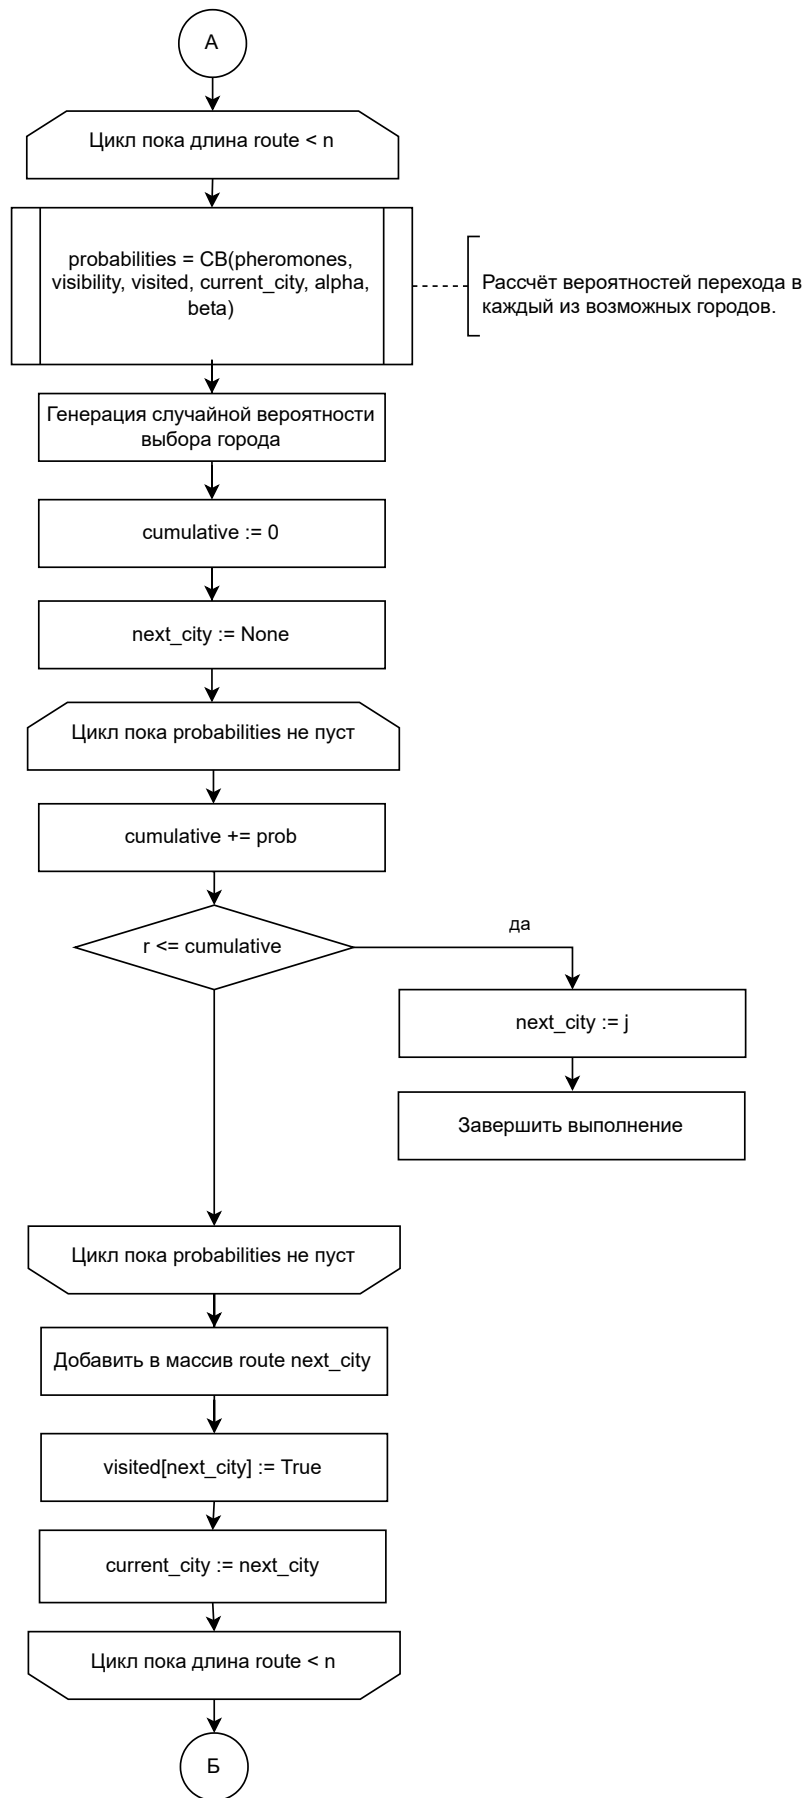 А
Цикл пока длина route < n
probabilities = CB(pheromones,
visibility, visited, current_city, alpha,
beta)
Рассчёт вероятностей перехода в
каждый из возможных городов.
Генерация случайной вероятности
выбора города
cumulative := 0
next_city := None
Цикл пока probabilities не пуст
cumulative += prob
r <= cumulative
да
next_city := j
Завершить выполнение
Цикл пока probabilities не пуст
Добавить в массив route next_city
visited[next_city] := True
current_city := next_city
Цикл пока длина route < n
Б